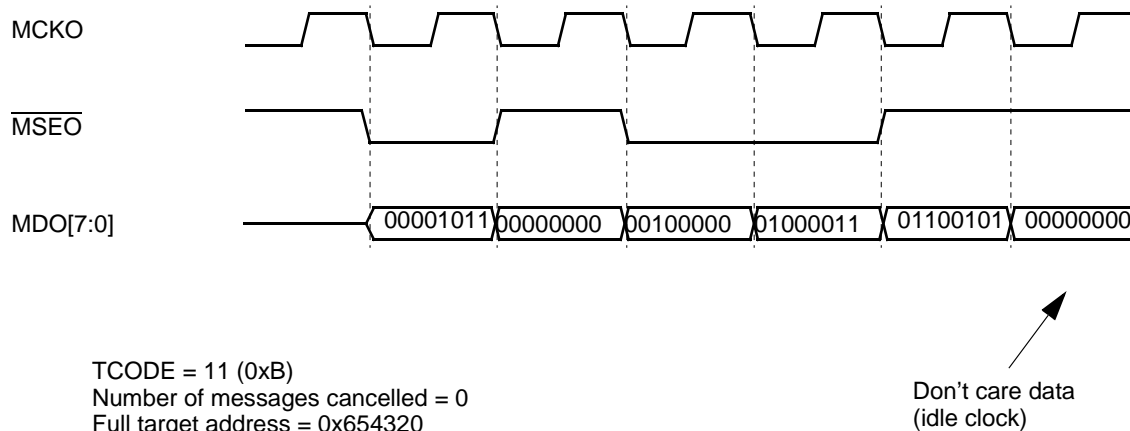 MCKO
MSEO
MDO[7:0]
00001011 00000000 00100000 01000011 01100101 00000000
TCODE = 11 (0xB)
Number of messages cancelled = 0
Full target address = 0x654320
Don't care data
(idle clock)